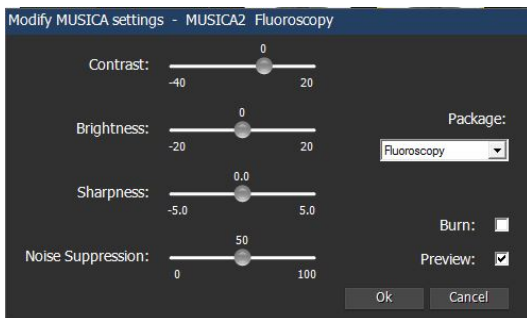 Modify MUSICA settings - MUSICA2 Fluoroscopy
0
Contrast:
-40 20
0
Brightness:
-20 20
0.0
Sharpness:
-5.0 5.0
50
Noise Suppression:
0 100
Package:
Fluoroscopy
Burn:
Preview:
Ok Cancel